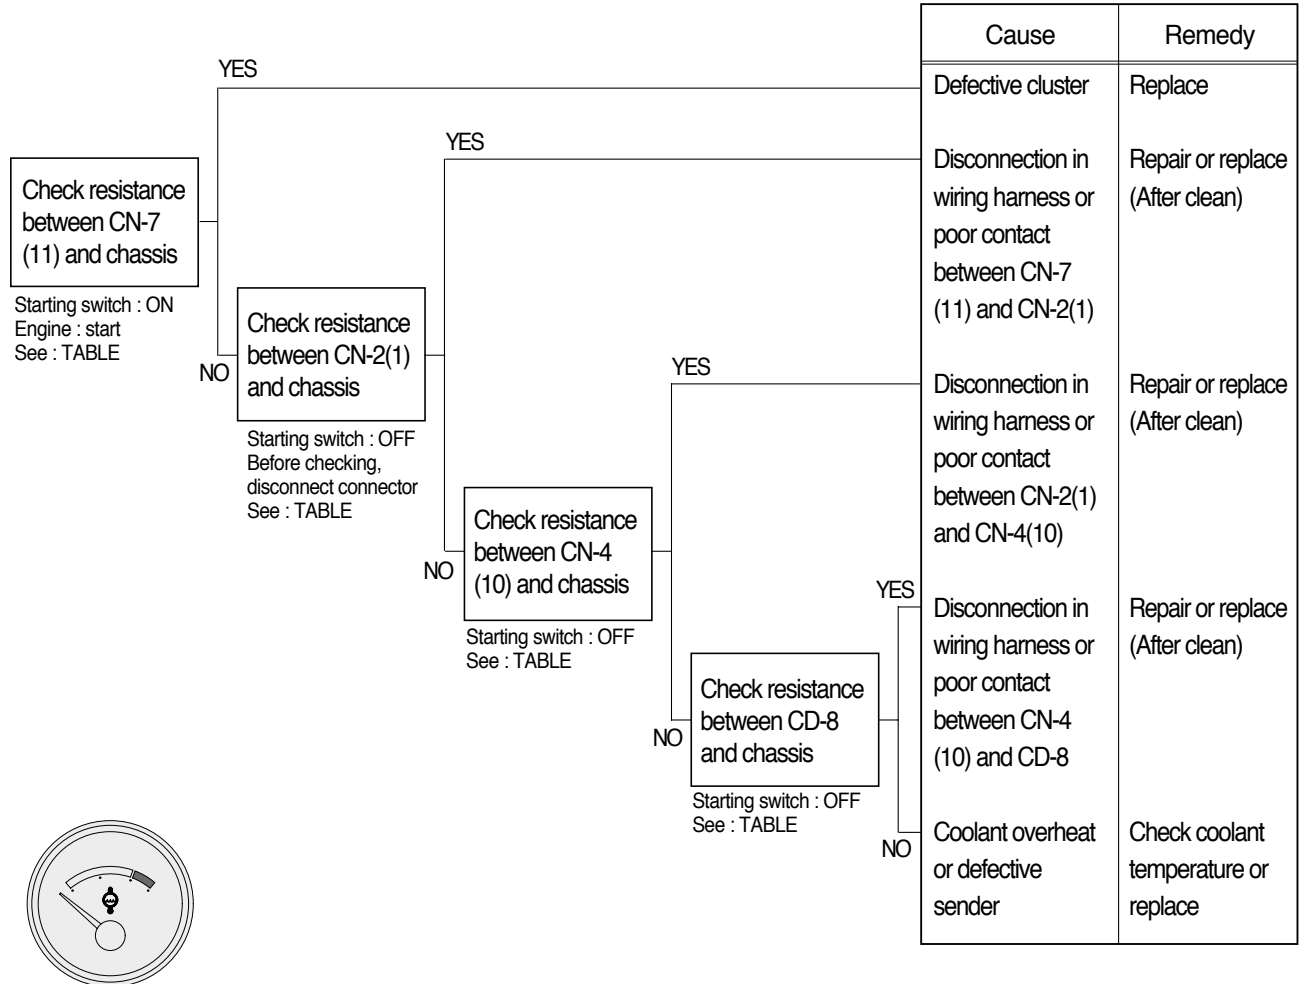 Cause
Remedy
YES
Defective cluster
Replace
YES
Disconnection in
wiring harness or
poor contact
between CN-7
(11) and CN-2(1)
Repair or replace
(After clean)
Check resistance
between CN-7
(11) and chassis
Starting switch : ON
Engine : start
See : TABLE
NO
Check resistance
between CN-2(1)
and chassis
Starting switch : OFF
Before checking,
disconnect connector
See : TABLE
YES
Disconnection in
wiring harness or
poor contact
between CN-2(1)
and CN-4(10)
Repair or replace
(After clean)
NO
Check resistance
between CN-4
(10) and chassis
Starting switch : OFF
See : TABLE
YES
Disconnection in
wiring harness or
poor contact
between CN-4
(10) and CD-8
Repair or replace
(After clean)
NO
Check resistance
between CD-8
and chassis
Starting switch : OFF
See : TABLE
NO
Coolant overheat
or defective
sender
Check coolant
temperature or
replace